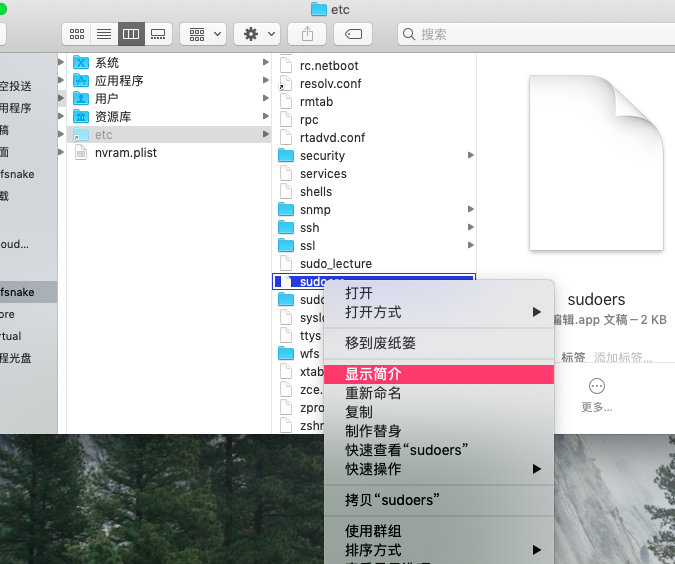 etc
搜索
空投送
用程序
稿
面
fsnake
载
oud...
fsnake
ore
rtual
程光盘
系统
应用程序
用户
资源库
etc
nvram.plist
rc.netboot
resolv.conf
rmtab
rpc
rtadvd.conf
security
services
shells
snmp
ssh
ssl
sudo_lecture
sudoers
sudo
syslo
ttys
wfs
xtab
zce.
zpro
zshr
打开
打开方式
移到废纸篓
显示简介
重新命名
复制
制作替身
快速查看“sudoers”
快速操作
拷贝“sudoers”
使用群组
排序方式
sudoers
编辑.app 文稿 – 2 KB
标签 添加标签...
更多...